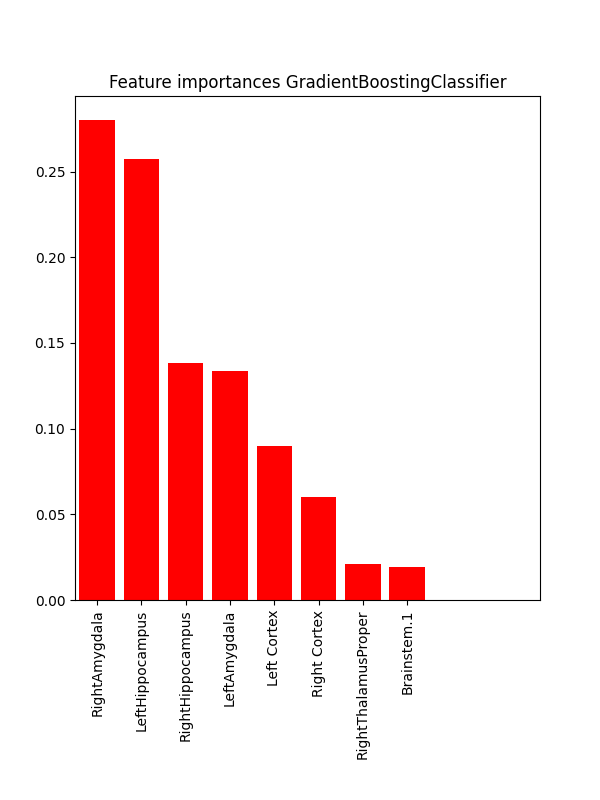 Feature importances GradientBoostingClassifier
0.25
0.20
0.15
0.10
0.05
0.00
RightAmygdala
LeftHippocampus
RightHippocampus
LeftAmygdala
Left Cortex
Right Cortex
RightThalamusProper
Brainstem.1